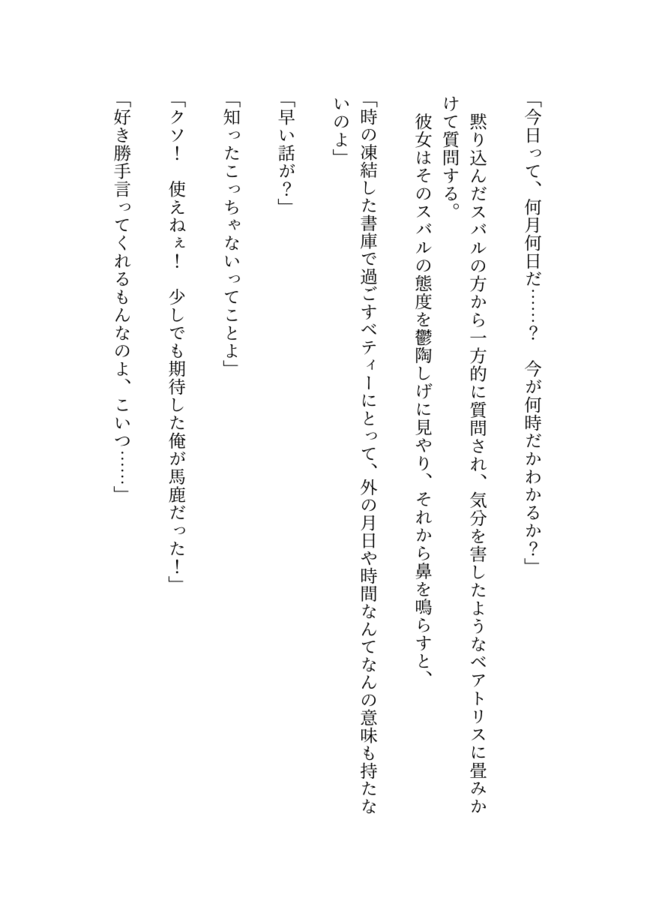 「今日って、何月何日だ……？　今が何時だかわかるか？」
　黙り込んだスバルの方から一方的に質問され、気分を害したようなベアトリスに畳みか
けて質問する。
　彼女はそのスバルの態度を鬱陶しげに見やり、それから鼻を鳴らすと、
「時の凍結した書庫で過ごすベティーにとって、外の月日や時間なんてなんの意味も持たな
いのよ」
「早い話が？」
「知ったこっちゃないってことよ」
「クソ！　使えねぇ！　少しでも期待した俺が馬鹿だった！」
「好き勝手言ってくれるもんなのよ、こいつ……」